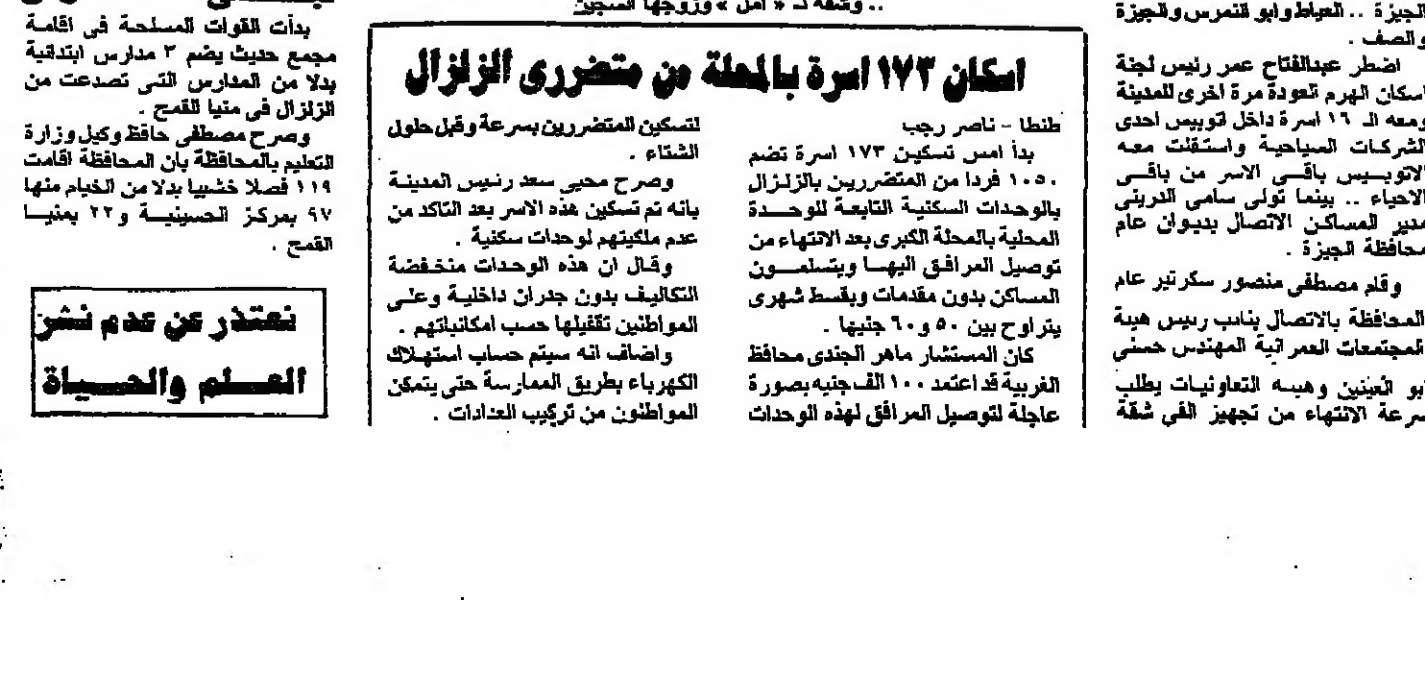 الجيزة .. العياط وابو النمرس والجيزة
والصف .
اضطر عبدالفتاح عمر رئيس لجنة
اسكان الهرم للعودة مرة اخرى للمدينة
ومعه الـ ١٦ اسرة داخل اتوبيس احدى
الشركات السياحية واستقلت معه
الاتوبيس باقى الاسر من باقى
الاحياء .. بينما تولى سامى الدرينى
مدير المساكن الاتصال بديوان عام
محافظة الجيزة .
وقام مصطفى منصور سكرتير عام
المحافظة بالاتصال بنائب رئيس هيئة
المجتمعات العمرانية المهندس حسنى
ابو العينين وهيئة التعاونيات يطلب
سرعة الانتهاء من تجهيز الفى شقة
.. وشقة لـ « امل » وزوجها السجين
اسكان ١٧٣ اسرة بالمحلة من متضررى الزلزال
طنطا - ناصر رجب
بدأ امس تسكين ١٧٣ اسرة تضم
١٠٥٠ فردا من المتضررين بالزلزال
بالوحدات السكنية التابعة للوحدة
المحلية بالمحلة الكبرى بعد الانتهاء من
توصيل المرافق اليها ويتسلمون
المساكن بدون مقدمات وبقسط شهرى
يتراوح بين ٥٠ و٦٠ جنيها .
كان المستشار ماهر الجندى محافظ
الغربية قد اعتمد ١٠٠ الف جنيه بصورة
عاجلة لتوصيل المرافق لهذه الوحدات
لتسكين المتضررين بسرعة وقبل حلول
الشتاء .
وصرح محيى سعد رئيس المدينة
بانه تم تسكين هذه الاسر بعد التاكد من
عدم ملكيتهم لوحدات سكنية .
وقال ان هذه الوحدات منخفضة
التكاليف بدون جدران داخلية وعلى
المواطنين تقفيلها حسب امكانياتهم .
واضاف انه سيتم حساب استهلاك
الكهرباء بطريق الممارسة حتى يتمكن
المواطنون من تركيب العدادات .
بدأت القوات المسلحة فى اقامة
مجمع حديث يضم ٣ مدارس ابتدائية
بدلا من المدارس التى تصدعت من
الزلزال فى منيا القمح .
وصرح مصطفى حافظ وكيل وزارة
التعليم بالمحافظة بان المحافظة اقامت
١١٩ فصلا خشبيا بدلا من الخيام منها
٩٧ بمركز الحسينية و٢٢ بمنيا
القمح .
نعتذر عن عدم نشر
العلم والحياة